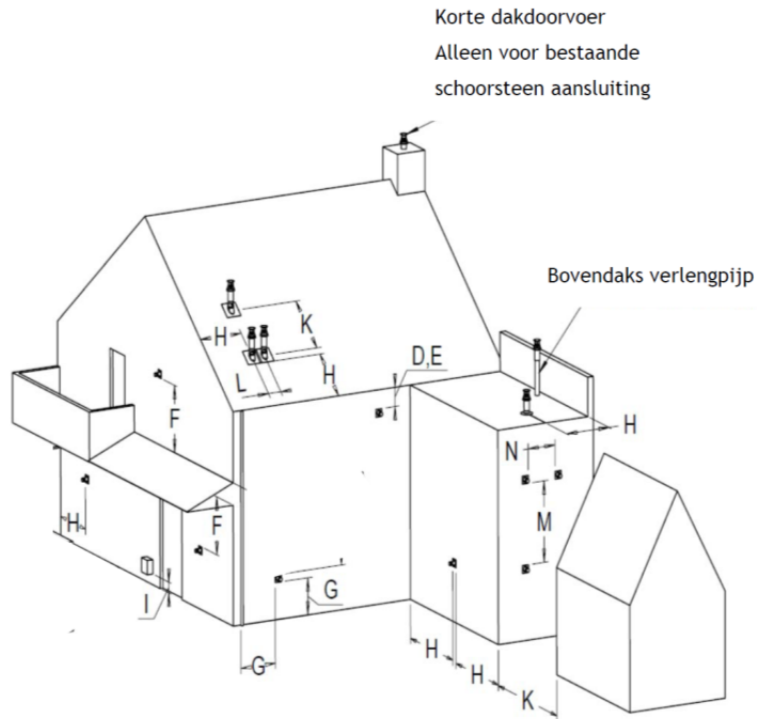 Korte dakdoorvoer
Alleen voor bestaande
schoorsteen aansluiting
Bovendaks verlengpijp
K
H
D,E
L
H
F
H
N
H
F
M
G
I
H
G
H
K